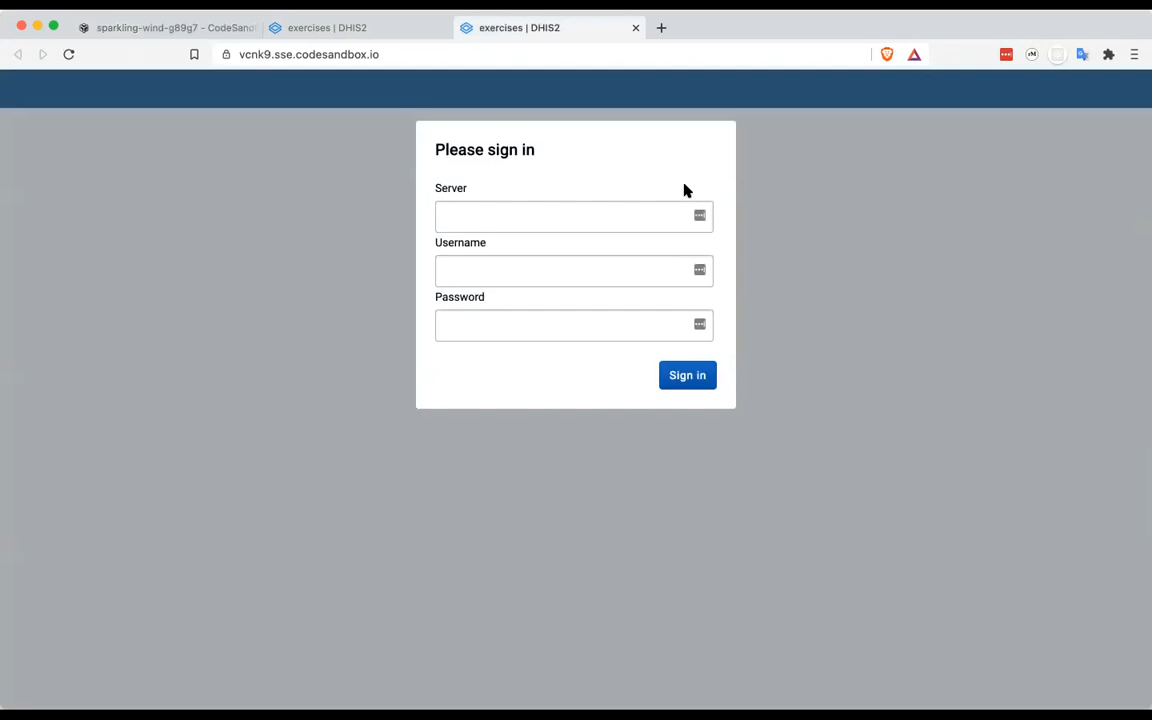 sparkling-wind-g89g7 - CodeSand
exercises | DHIS2
exercises | DHIS2
vcnk9.sse.codesandbox.io
Please sign in
Server
Username
Password
Sign in